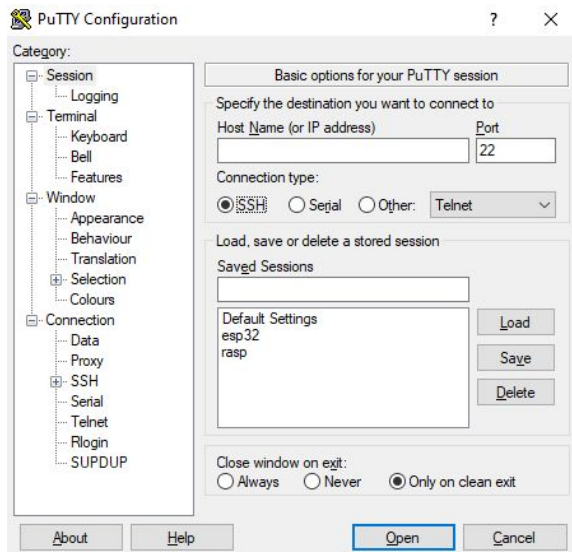 PuTTY Configuration
? ×
Category:
Session
Logging
Terminal
Keyboard
Bell
Features
Window
Appearance
Behaviour
Translation
Selection
Colours
Connection
Data
Proxy
SSH
Serial
Telnet
Rlogin
SUPDUP
Basic options for your PuTTY session
Specify the destination you want to connect to
Host Name (or IP address) Port
22
Connection type:
SSH Serial Other: Telnet
Load, save or delete a stored session
Saved Sessions
Default Settings
esp32
rasp
Load
Save
Delete
Close window on exit:
Always Never Only on clean exit
About Help Open Cancel